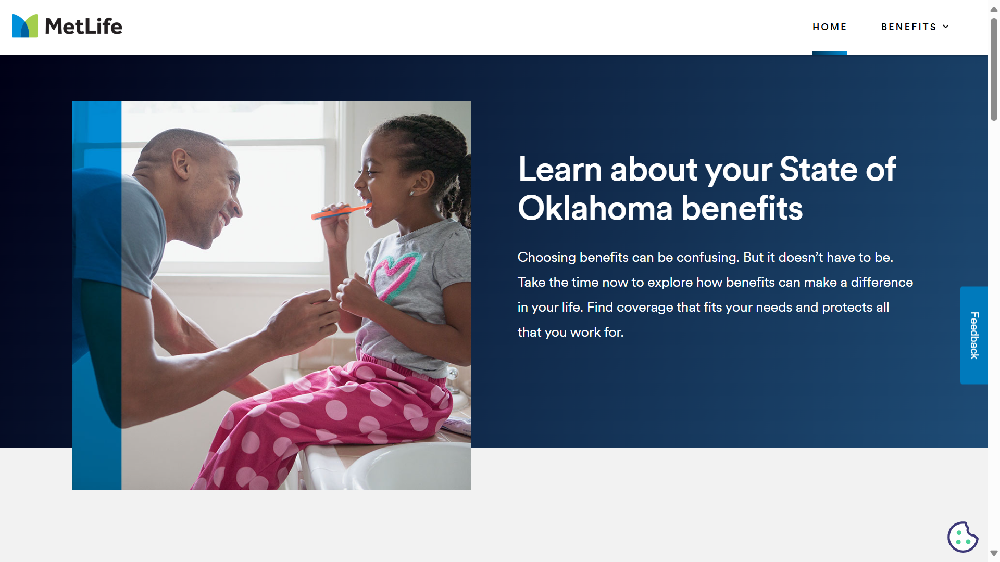 MetLife
HOME
BENEFITS
Learn about your State of
Oklahoma benefits
Choosing benefits can be confusing. But it doesn’t have to be.
Take the time now to explore how benefits can make a difference
in your life. Find coverage that fits your needs and protects all
that you work for.
Feedback